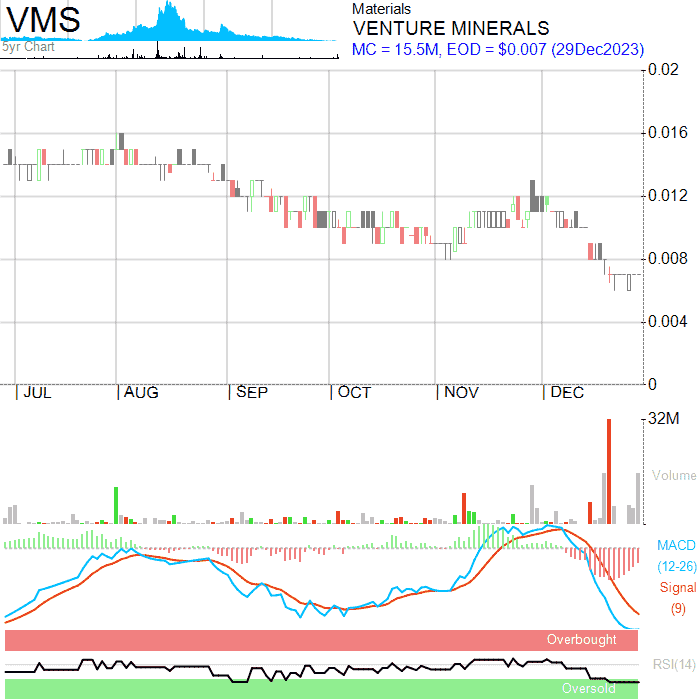 VMS
5yr Chart
Materials
VENTURE MINERALS
MC = 15.5M, EOD = $0.007 (29Dec2023)
0.02
0.016
0.012
0.008
0.004
0
JUL AUG SEP OCT NOV DEC
32M
Volume
MACD
(12-26)
Signal
(9)
Overbought
RSI(14)
Oversold